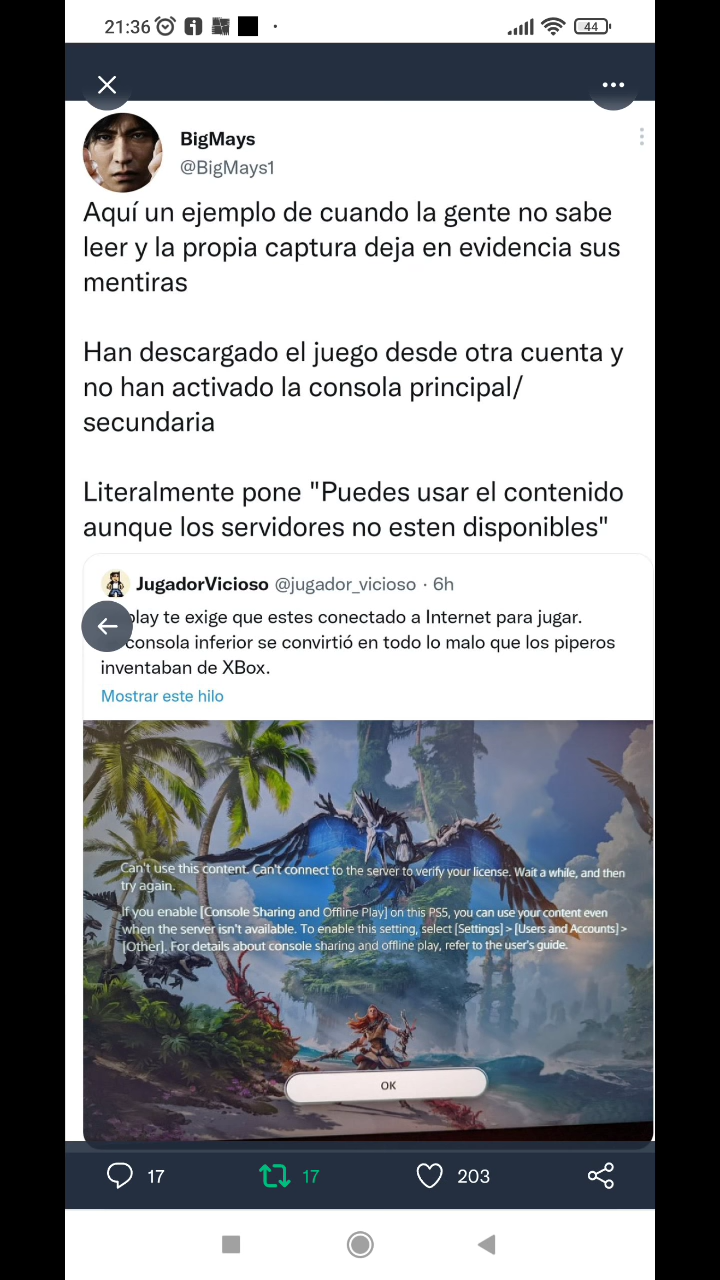 21:36
44
BigMays
@BigMays1
Aquí un ejemplo de cuando la gente no sabe
leer y la propia captura deja en evidencia sus
mentiras
Han descargado el juego desde otra cuenta y
no han activado la consola principal/
secundaria
Literalmente pone "Puedes usar el contenido
aunque los servidores no esten disponibles"
JugadorVicioso @jugador_vicioso · 6h
play te exige que estes conectado a Internet para jugar.
consola inferior se convirtió en todo lo malo que los piperos
inventaban de XBox.
Mostrar este hilo
Can't use this content. Can't connect to the server to verify your license. Wait a while, and then
try again.
If you enable [Console Sharing and Offline Play] on this PS5, you can use your content even
when the server isn't available. To enable this setting, select [Settings] > [Users and Accounts] >
[Other]. For details about console sharing and offline play, refer to the user's guide.
OK
17 17 203